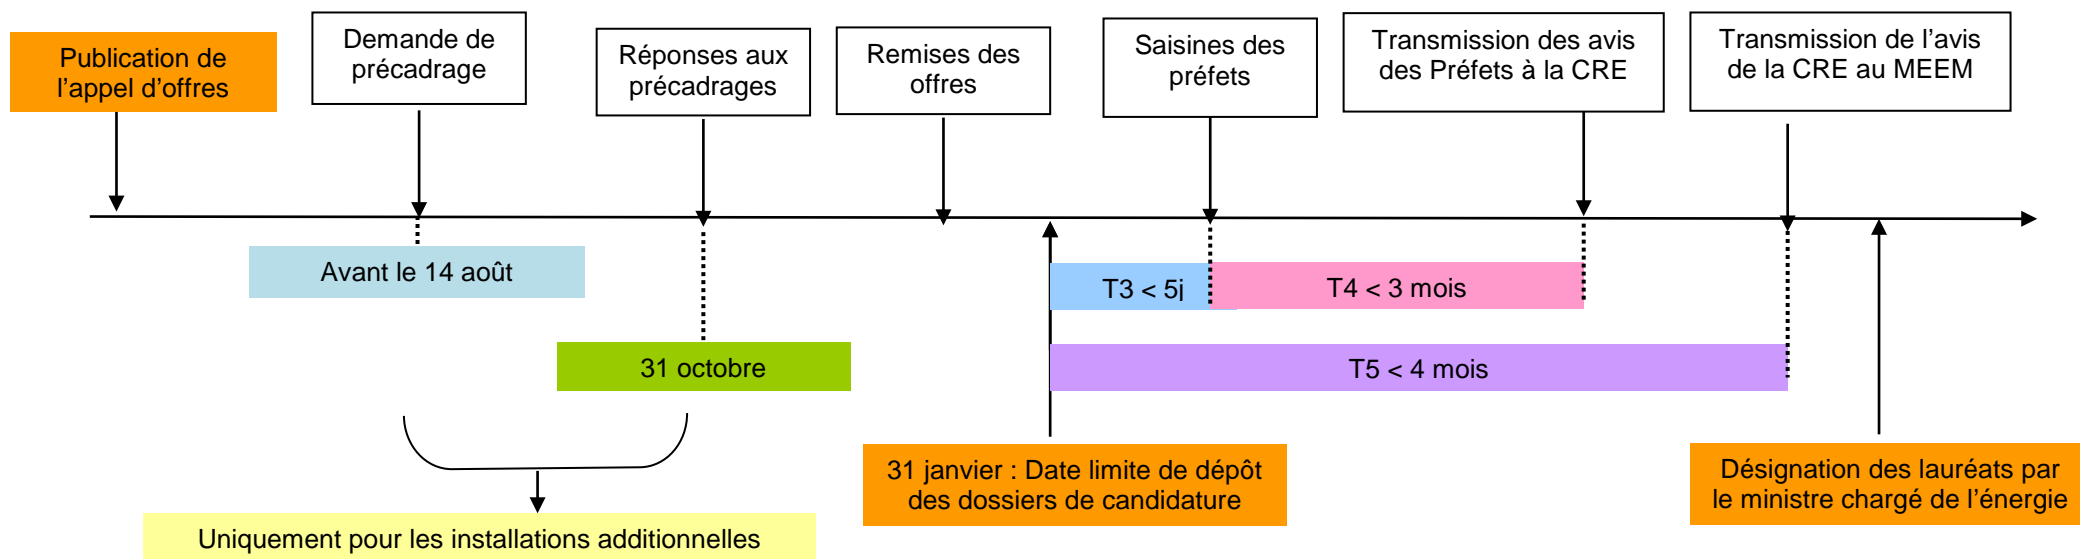 Publication de
l’appel d’offres
Demande de
précadrage
Réponses aux
précadrages
Remises des
offres
Saisines des
préfets
Transmission des avis
des Préfets à la CRE
Transmission de l’avis
de la CRE au MEEM
Avant le 14 août
T3 < 5j
T4 < 3 mois
31 octobre
T5 < 4 mois
31 janvier : Date limite de dépôt
des dossiers de candidature
Désignation des lauréats par
le ministre chargé de l’énergie
Uniquement pour les installations additionnelles